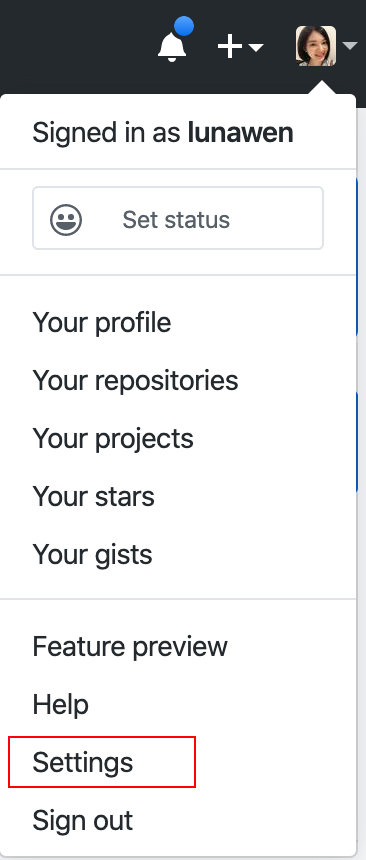 Signed in as lunawen
Set status
Your profile
Your repositories
Your projects
Your stars
Your gists
Feature preview
Help
Settings
Sign out